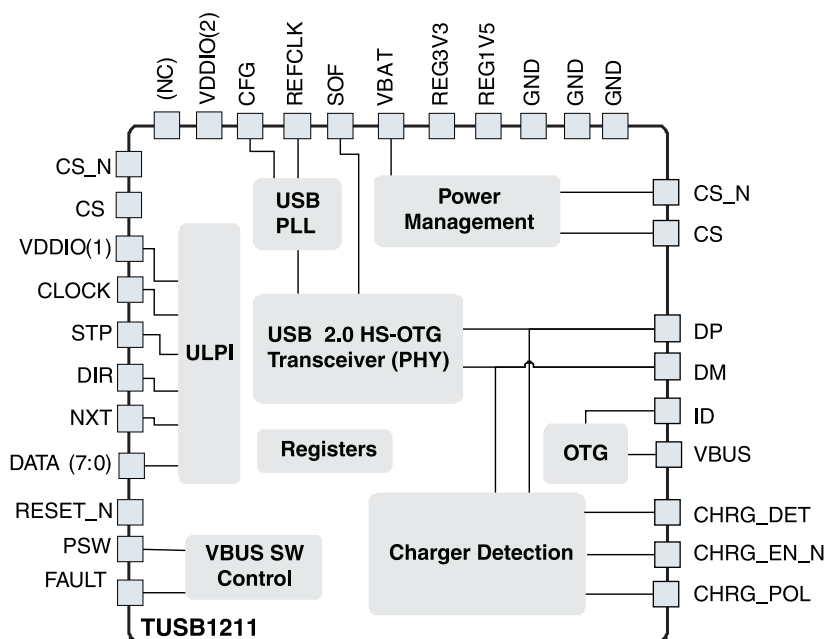 (NC)
VDDIO(2)
CFG
REFCLK
SOF
VBAT
REG3V3
REG1V5
GND
GND
GND
CS_N
CS
VDDIO(1)
CLOCK
STP
DIR
NXT
DATA (7:0)
RESET_N
PSW
FAULT
USB
PLL
Power
Management
ULPI
USB 2.0 HS-OTG
Transceiver (PHY)
Registers
OTG
VBUS SW
Control
Charger Detection
CS_N
CS
DP
DM
ID
VBUS
CHRG_DET
CHRG_EN_N
CHRG_POL
TUSB1211